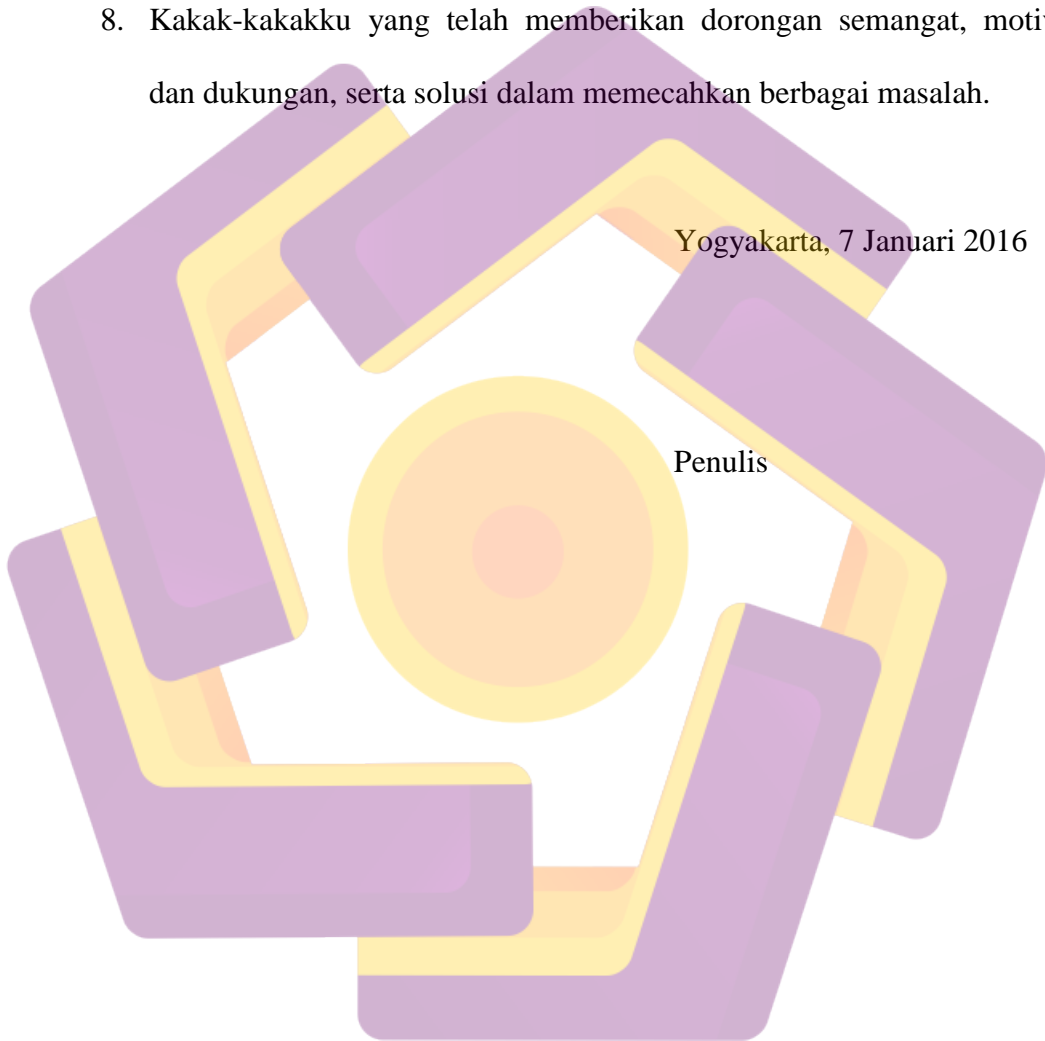 8. Kakak-kakakku yang telah memberikan dorongan semangat, motiv
dan dukungan, serta solusi dalam memecahkan berbagai masalah.
Yogyakarta, 7 Januari 2016
Penulis